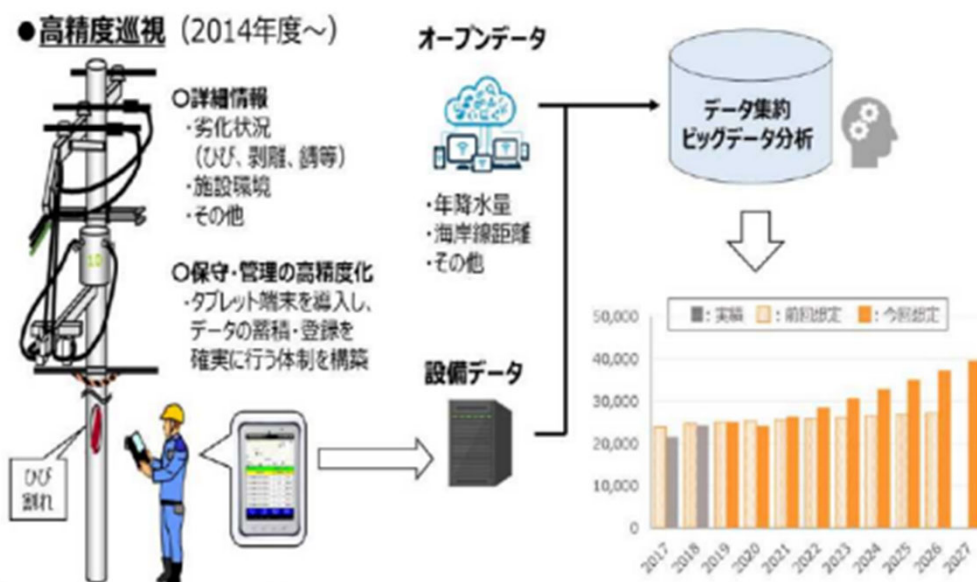 ●高精度巡視（2014年度～）
○詳細情報
・劣化状況
（ひび、剥離、錆等）
・施設環境
・その他
○保守・管理の高精度化
・タブレット端末を導入し、
データの蓄積・登録を
確実に行う体制を構築
10
ひび
割れ
オープンデータ
・年降水量
・海岸線距離
・その他
設備データ
データ集約
ビッグデータ分析
■：実績 ■：前回想定 ■：今回想定
50,000
40,000
30,000
20,000
10,000
0
2017 2018 2019 2020 2021 2022 2023 2024 2025 2026 2027